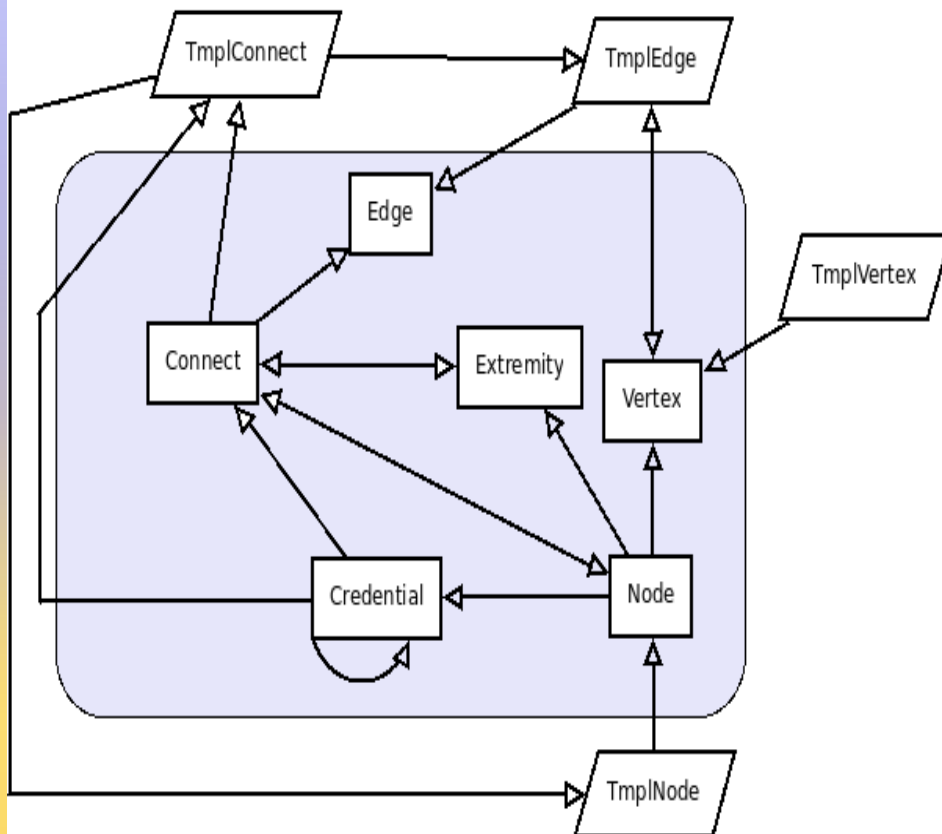 TmplConnect
TmplEdge
Edge
TmplVertex
Connect
Extremity
Vertex
Credential
Node
TmplNode